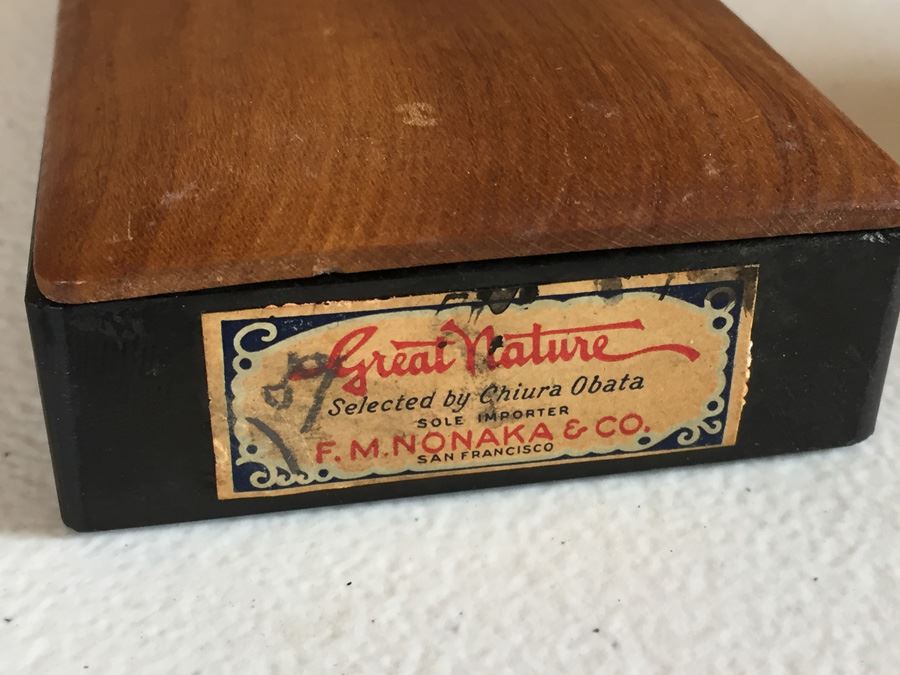 Great Nature
Selected by Chiura Obata
SOLE IMPORTER
F. M. NONAKA & CO.
SAN FRANCISCO